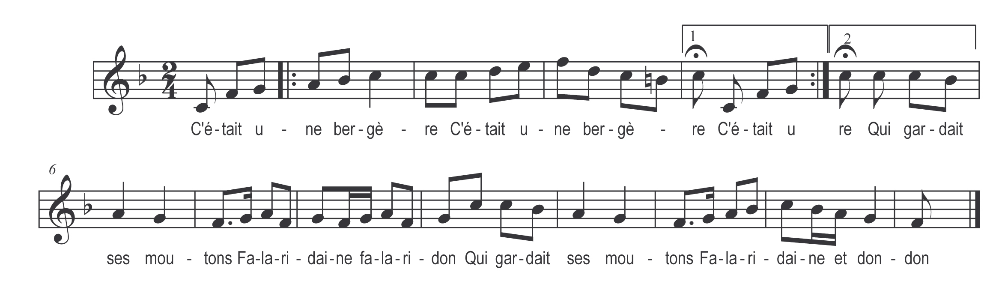 1 2
2
4
C'é-tait u - ne ber-gè - re C'é-tait u - ne ber-gè - re C'é-tait u re Qui gar-dait
6
ses mou - tons Fa-la-ri - dai-ne fa-la-ri - don Qui gar-dait ses mou - tons Fa-la-ri - dai-ne et don - don